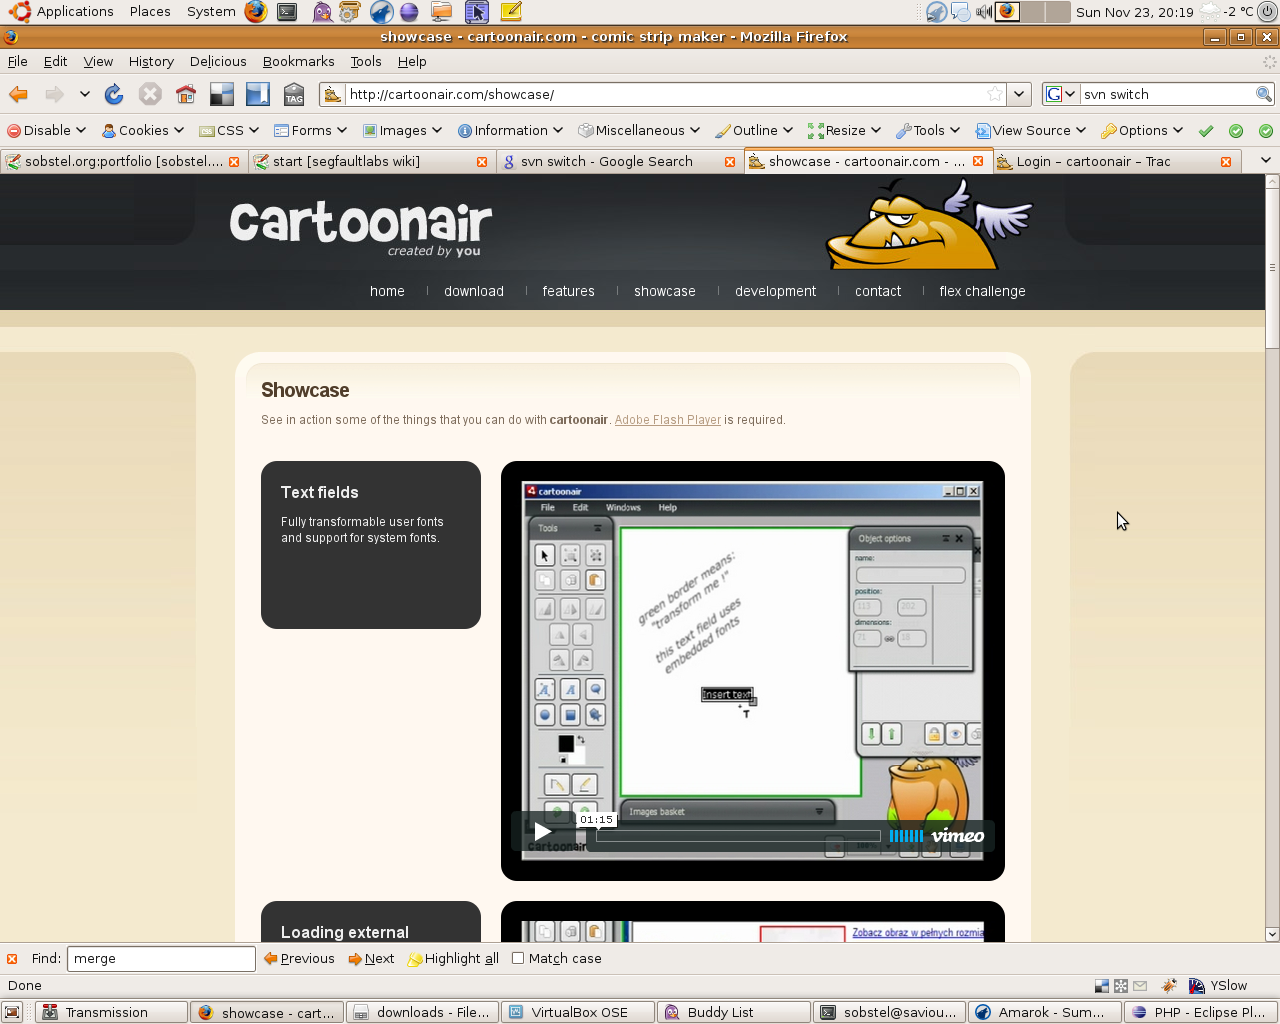 Applications Places System Sun Nov 23, 20:19 -2 °C
showcase - cartoonair.com - comic strip maker - Mozilla Firefox
File Edit View History Delicious Bookmarks Tools Help
TAG http://cartoonair.com/showcase/ G svn switch
Disable Cookies CSS Forms Images Information Miscellaneous Outline Resize Tools View Source Options
sobstel.org:portfolio [sobstel.... start [segfaultlabs wiki] svn switch - Google Search showcase - cartoonair.com - ... Login – cartoonair – Trac
cartoonair
created by you
home download features showcase development contact flex challenge
Showcase
See in action some of the things that you can do with cartoonair. Adobe Flash Player is required.
Text fields
Fully transformable user fonts
and support for system fonts.
cartoonair
File Edit Windows Help
Tools
Object options
name:
position:
113 202
dimensions:
71 18
green border means:
"transform me !"
this text field uses
embedded fonts
Insert text
T
Images basket
01:15
vimeo
cartoonair
Loading external
Zobacz obraz w pełnych rozmia
Find: merge Previous Next Highlight all Match case
Done YSlow
Transmission showcase - cart... downloads - File... VirtualBox OSE Buddy List sobstel@saviou... Amarok - Sum... PHP - Eclipse Pl...